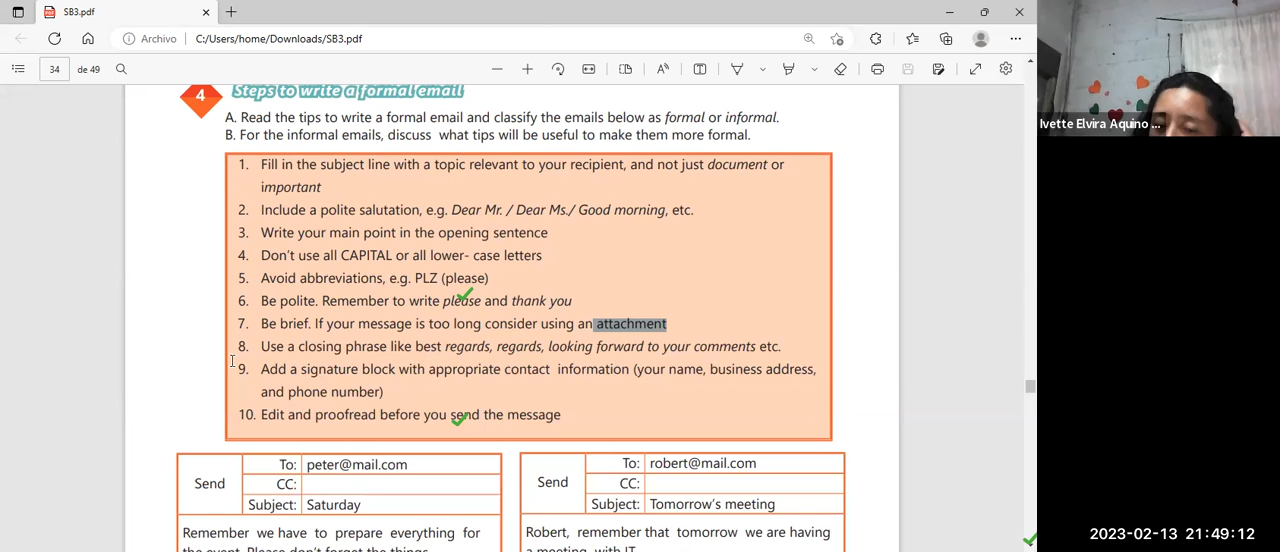 SB3.pdf
Archivo C:/Users/home/Downloads/SB3.pdf
34 de 49
4 Steps to write a formal email
A. Read the tips to write a formal email and classify the emails below as formal or informal.
B. For the informal emails, discuss what tips will be useful to make them more formal.
1. Fill in the subject line with a topic relevant to your recipient, and not just document or
important
2. Include a polite salutation, e.g. Dear Mr. / Dear Ms./ Good morning, etc.
3. Write your main point in the opening sentence
4. Don't use all CAPITAL or all lower- case letters
5. Avoid abbreviations, e.g. PLZ (please)
6. Be polite. Remember to write please and thank you
7. Be brief. If your message is too long consider using an attachment
8. Use a closing phrase like best regards, regards, looking forward to your comments etc.
9. Add a signature block with appropriate contact information (your name, business address,
and phone number)
10. Edit and proofread before you send the message
Send
To: peter@mail.com
CC:
Subject: Saturday
Remember we have to prepare everything for
the event. Please don't forget the things
Send
To: robert@mail.com
CC:
Subject: Tomorrow's meeting
Robert, remember that tomorrow we are having
a meeting with IT
Ivette Elvira Aquino ...
2023-02-13 21:49:12